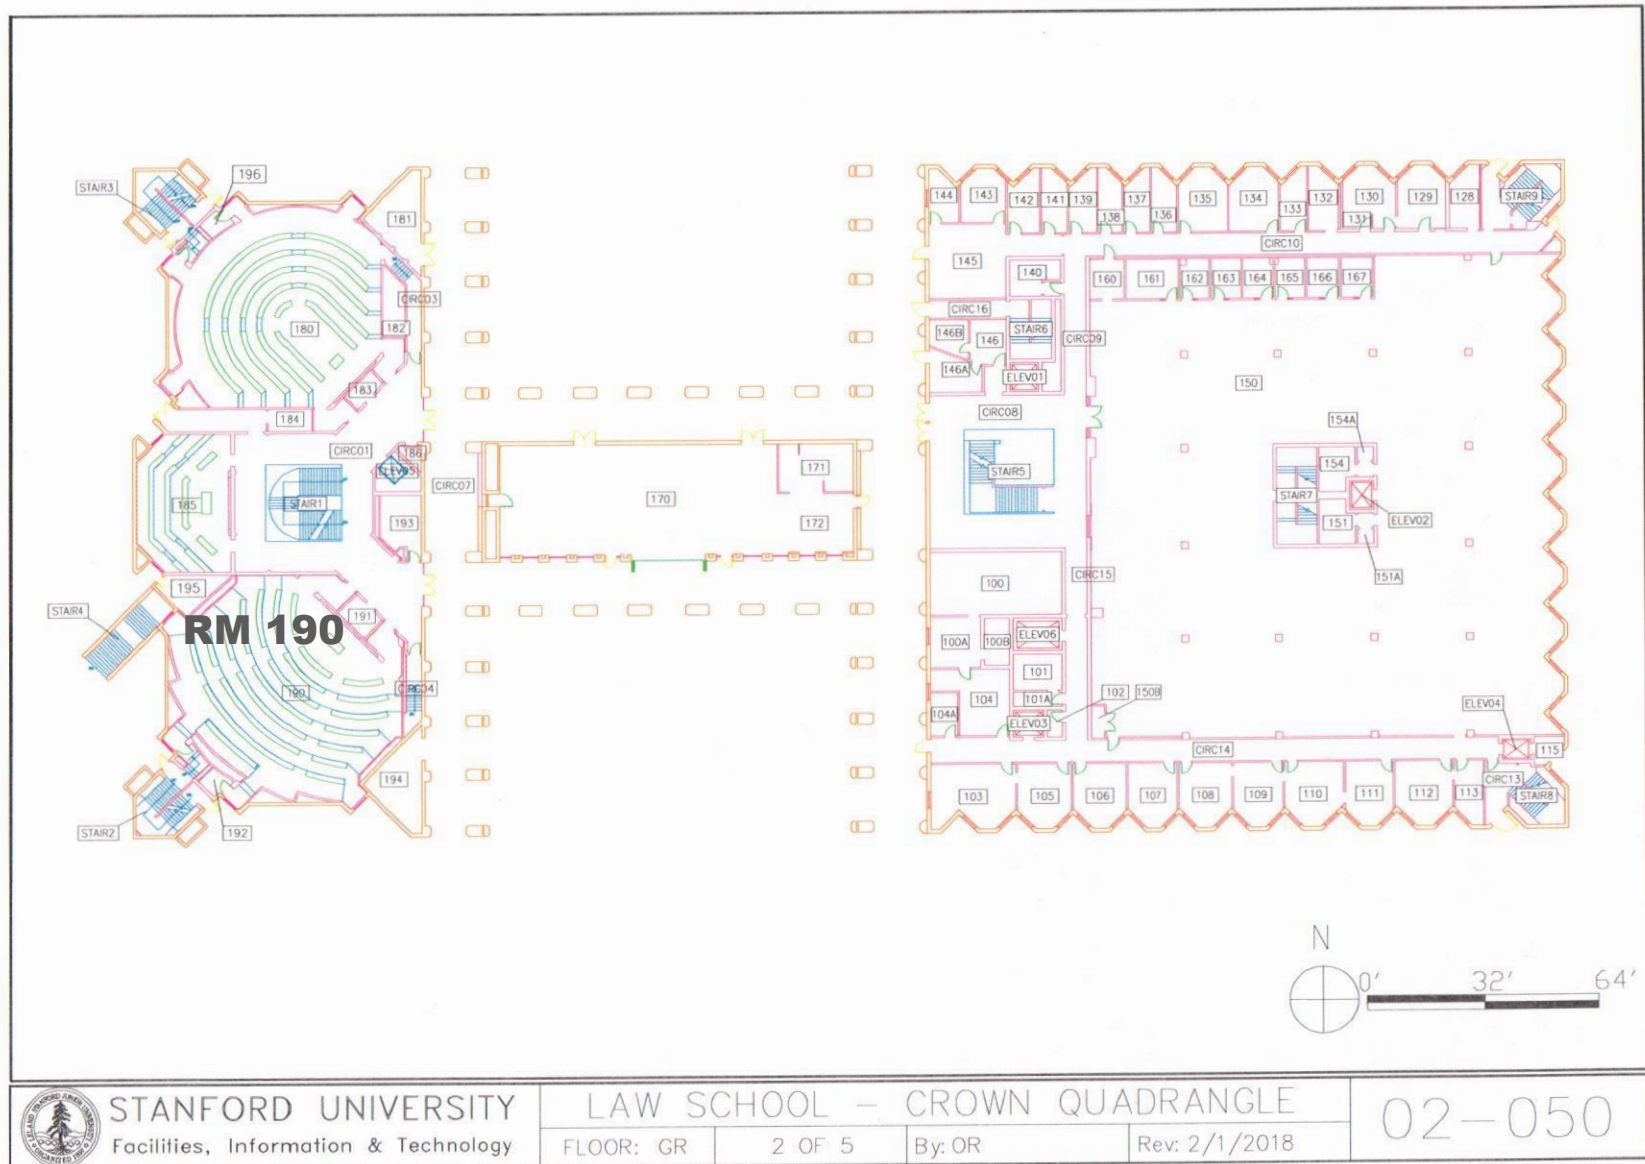 STAIR3
196
181
180
CIRC03
182
183
184
CIRC01
186
ELEV05
CIRC07
STAIR1
185
193
195
STAIR4
RM 190
191
190
CIRC04
194
STAIR2
192
170
171
172
144
143
142
141
139
138
137
136
135
134
133
132
131
130
129
128
STAIR9
CIRC10
145
140
160
161
162
163
164
165
166
167
CIRC16
STAIR6
146B
146
CIRC09
146A
ELEV01
150
CIRC08
154A
154
STAIR5
STAIR7
151
ELEV02
151A
100
CIRC15
100A
100B
ELEV06
101
101A
102
150B
104
104A
ELEV03
ELEV04
CIRC14
115
CIRC13
STAIR8
103
105
106
107
108
109
110
111
112
113
N
0' 32' 64'
STANFORD UNIVERSITY
Facilities, Information & Technology
LAW SCHOOL – CROWN QUADRANGLE
FLOOR: GR 2 OF 5 By: OR Rev: 2/1/2018
02-050